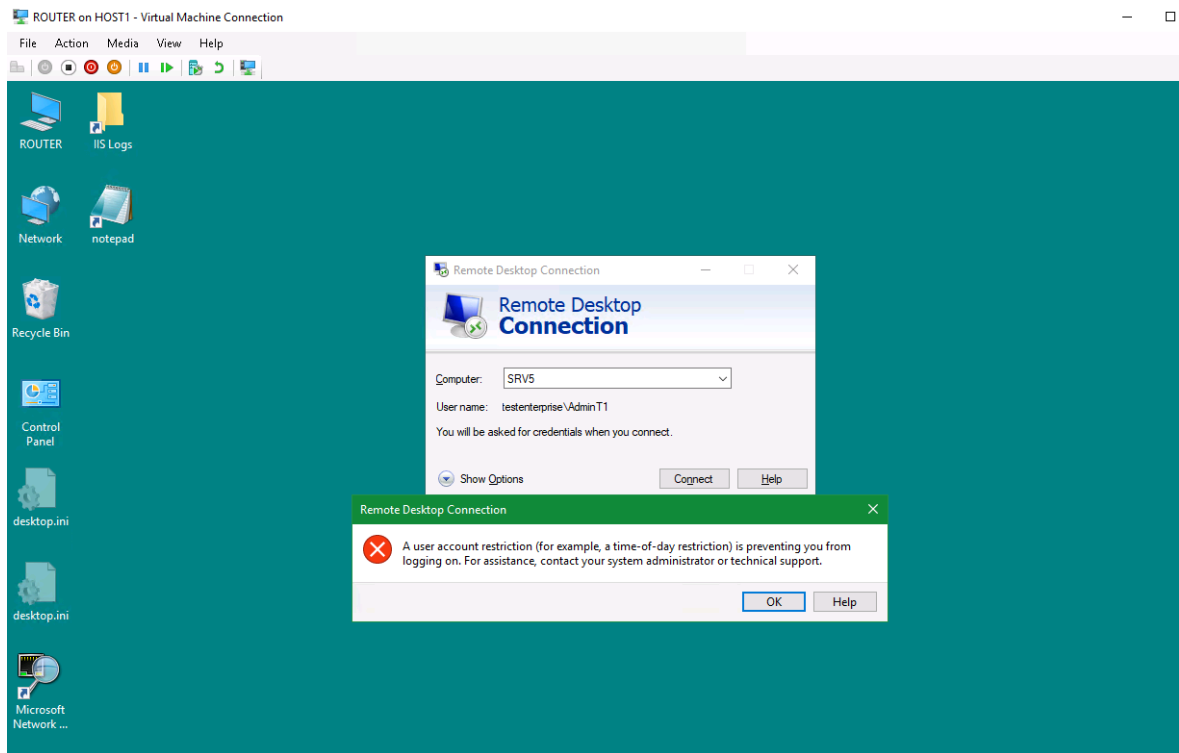 ROUTER on HOST1 - Virtual Machine Connection
File Action Media View Help
ROUTER
IIS Logs
Network
notepad
Recycle Bin
Control
Panel
desktop.ini
desktop.ini
Microsoft
Network ...
Remote Desktop Connection
Remote Desktop
Connection
Computer: SRV5
User name: testenterprise\AdminT1
You will be asked for credentials when you connect.
Show Options
Connect
Help
Remote Desktop Connection
A user account restriction (for example, a time-of-day restriction) is preventing you from
logging on. For assistance, contact your system administrator or technical support.
OK
Help